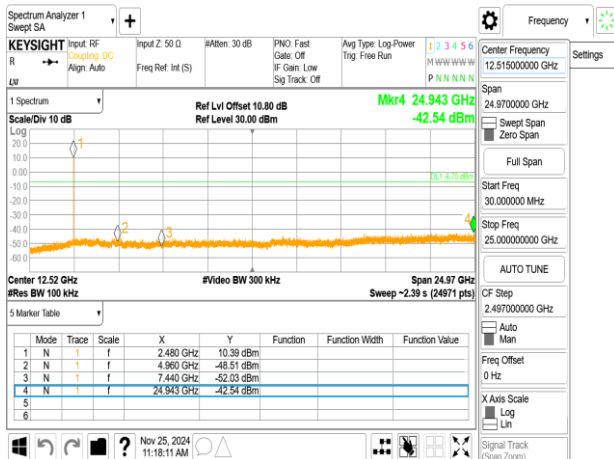 Spectrum Analyzer 1
Swept SA
Frequency
KEYSIGHT
Input: RF
Coupling: DC
Align: Auto
Input Z: 50 Ω
Freq Ref: Int (S)
#Atten: 30 dB
PNO: Fast
Gate: Off
IF Gain: Low
Sig Track: Off
Avg Type: Log-Power
Trig: Free Run
1 2 3 4 5 6
M W W W W W
P N N N N N
R
LXI
1 Spectrum
Scale/Div 10 dB
Ref Lvl Offset 10.80 dB
Ref Level 30.00 dBm
Mkr4 24.943 GHz
-42.54 dBm
Log
20.0
10.0
0.00
-10.0
-20.0
-30.0
-40.0
-50.0
-60.0
1
2
3
4
Center 12.52 GHz
#Res BW 100 kHz
#Video BW 300 kHz
Span 24.97 GHz
Sweep ~2.39 s (24971 pts)
5 Marker Table
Mode Trace Scale X Y Function Function Width Function Value
1 N 1 f 2.480 GHz 10.39 dBm
2 N 1 f 4.960 GHz -48.51 dBm
3 N 1 f 7.440 GHz -52.03 dBm
4 N 1 f 24.943 GHz -42.54 dBm
5
6
Nov 25, 2024
11:18:11 AM
Center Frequency
12.515000000 GHz
Settings
Span
24.9700000 GHz
Swept Span
Zero Span
Full Span
Start Freq
30.000000 MHz
Stop Freq
25.000000000 GHz
AUTO TUNE
CF Step
2.497000000 GHz
Auto
Man
Freq Offset
0 Hz
X Axis Scale
Log
Lin
Signal Track
(Span Zoom)